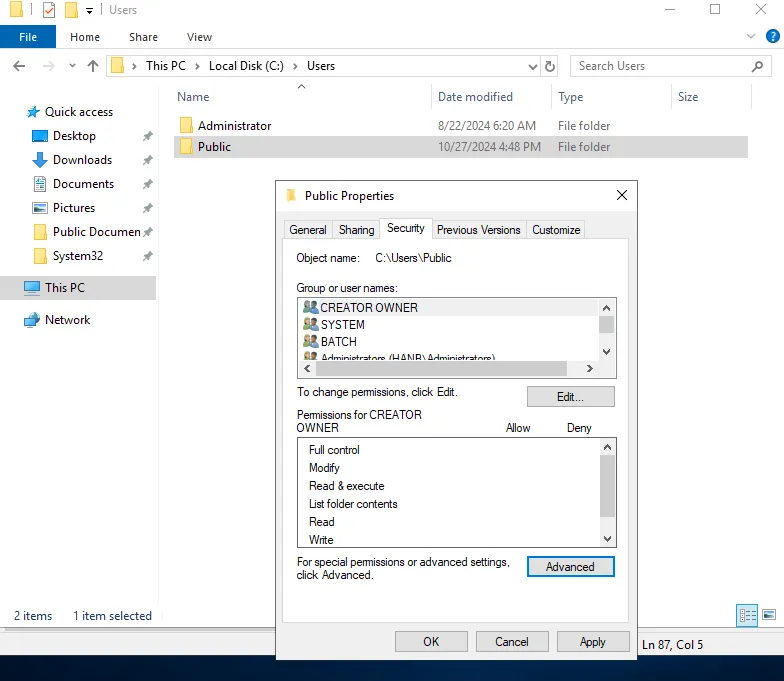 Users
File Home Share View
This PC Local Disk (C:) Users Search Users
Name Date modified Type Size
Quick access
Desktop
Downloads
Documents
Pictures
Public Documen
System32
This PC
Network
Administrator 8/22/2024 6:20 AM File folder
Public 10/27/2024 4:48 PM File folder
Public Properties
General Sharing Security Previous Versions Customize
Object name: C:\Users\Public
Group or user names:
CREATOR OWNER
SYSTEM
BATCH
Administrators (HANB\Administrators)
To change permissions, click Edit.
Edit...
Permissions for CREATOR
OWNER Allow Deny
Full control
Modify
Read & execute
List folder contents
Read
Write
For special permissions or advanced settings,
click Advanced.
Advanced
OK Cancel Apply
2 items 1 item selected
Ln 87, Col 5